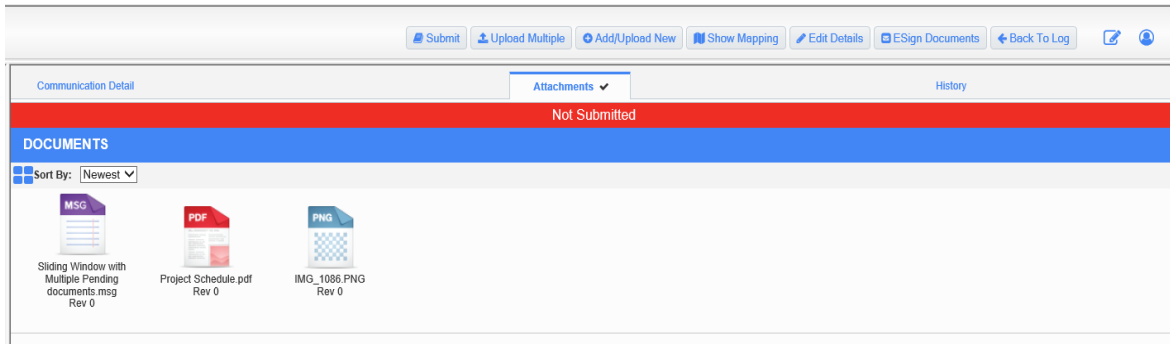 Submit Upload Multiple Add/Upload New Show Mapping Edit Details ESign Documents Back To Log
Communication Detail Attachments History
Not Submitted
DOCUMENTS
Sort By: Newest
MSG
PDF
PNG
Sliding Window with
Multiple Pending
documents.msg
Rev 0
Project Schedule.pdf
Rev 0
IMG_1086.PNG
Rev 0